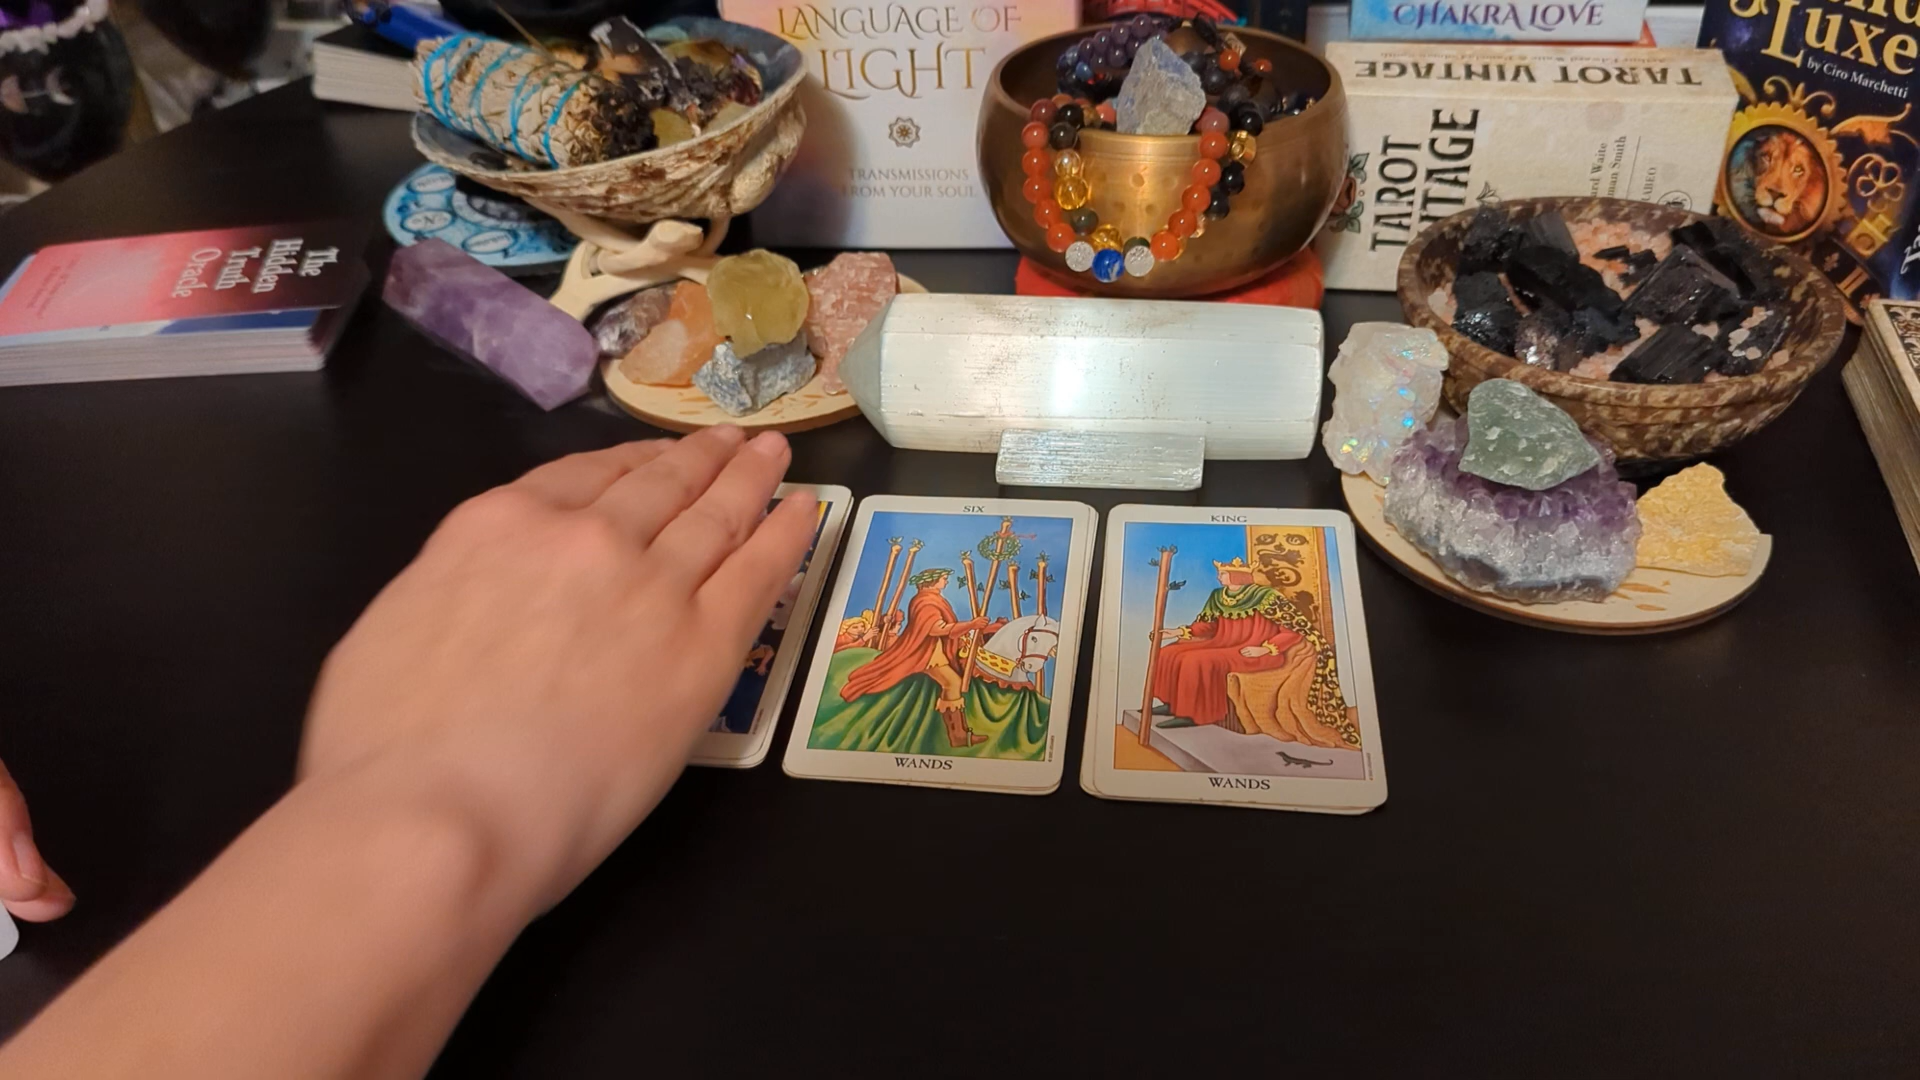 LANGUAGE OF
LIGHT
TRANSMISSIONS
FROM YOUR SOUL
CHAKRA LOVE
TAROT VINTAGE
TAROT
Luxe
by Ciro Marchetti
The
Hidden
Truth
Oracle
SIX
WANDS
KING
WANDS